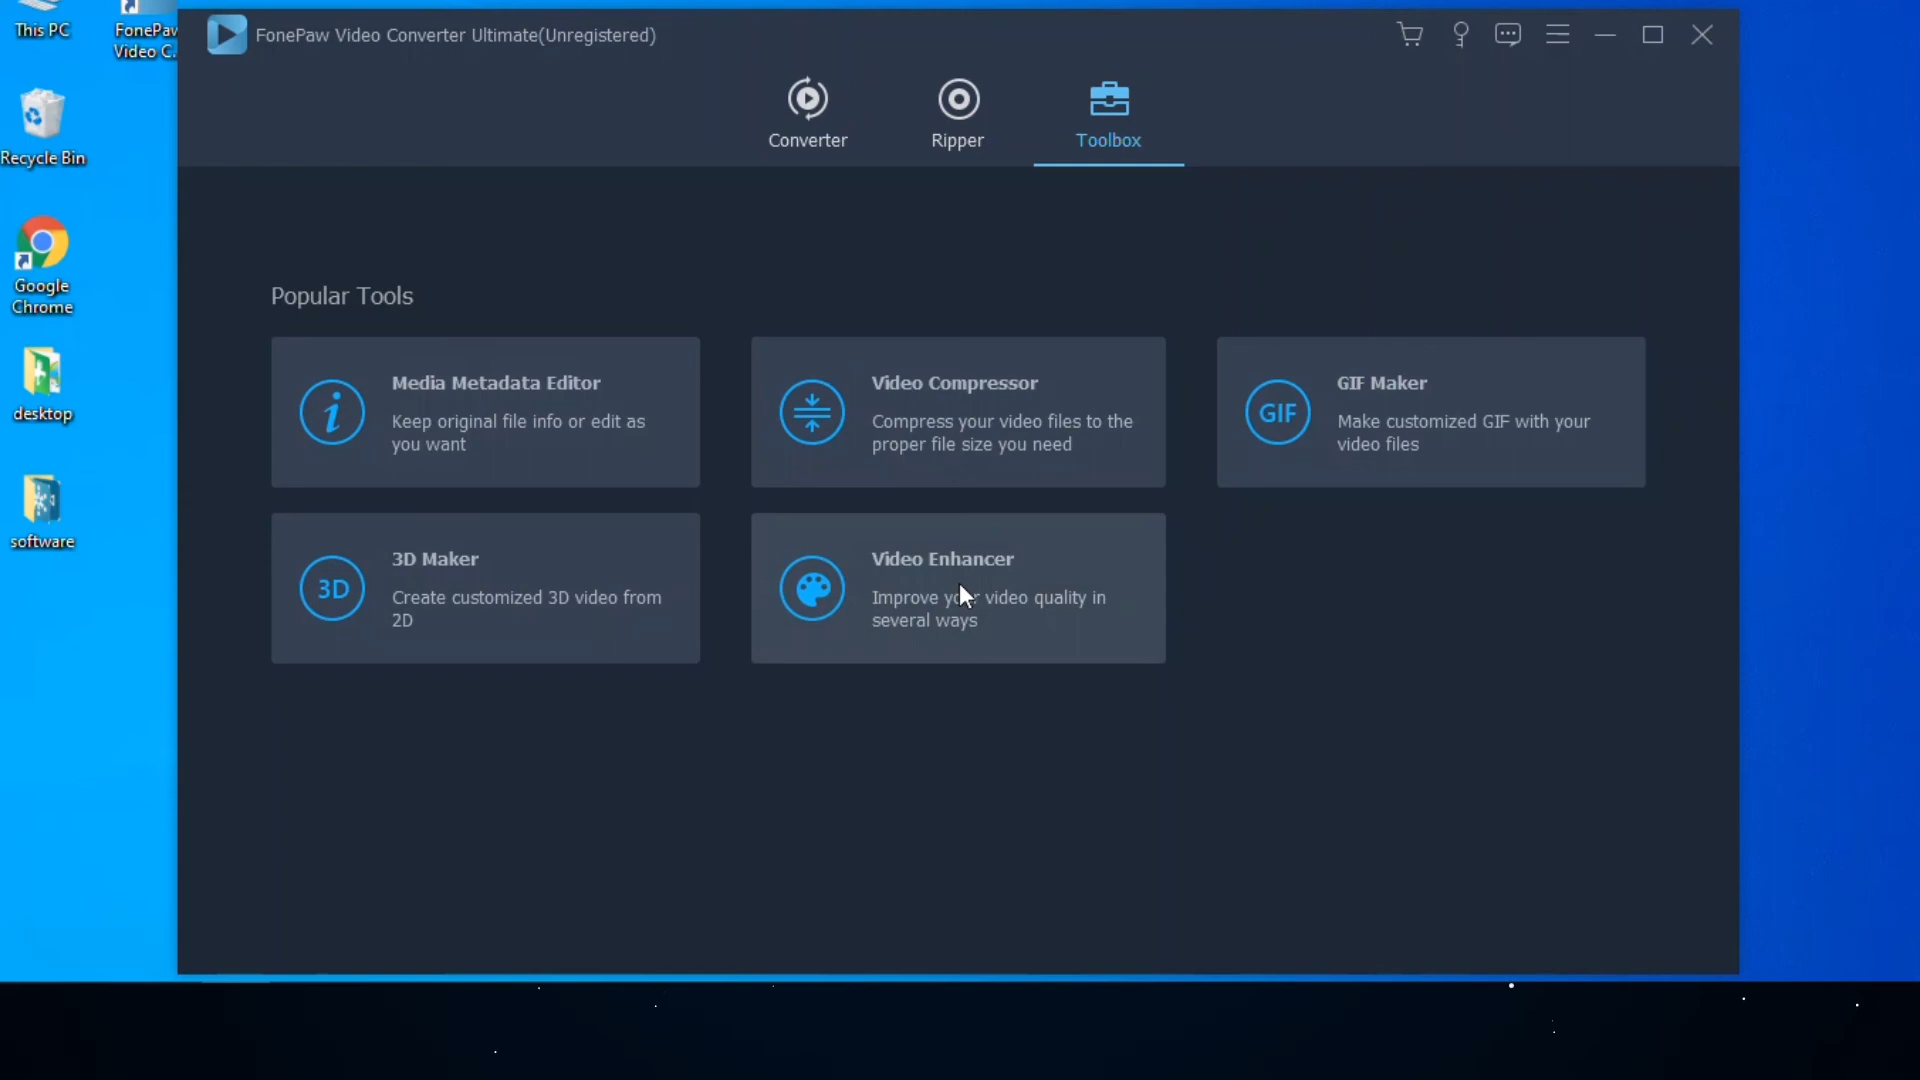 This PC
FonePaw
Video C...
Recycle Bin
Google
Chrome
desktop
software
FonePaw Video Converter Ultimate(Unregistered)
Converter
Ripper
Toolbox
Popular Tools
i
Media Metadata Editor
Keep original file info or edit as
you want
Video Compressor
Compress your video files to the
proper file size you need
GIF
GIF Maker
Make customized GIF with your
video files
3D
3D Maker
Create customized 3D video from
2D
Video Enhancer
Improve your video quality in
several ways